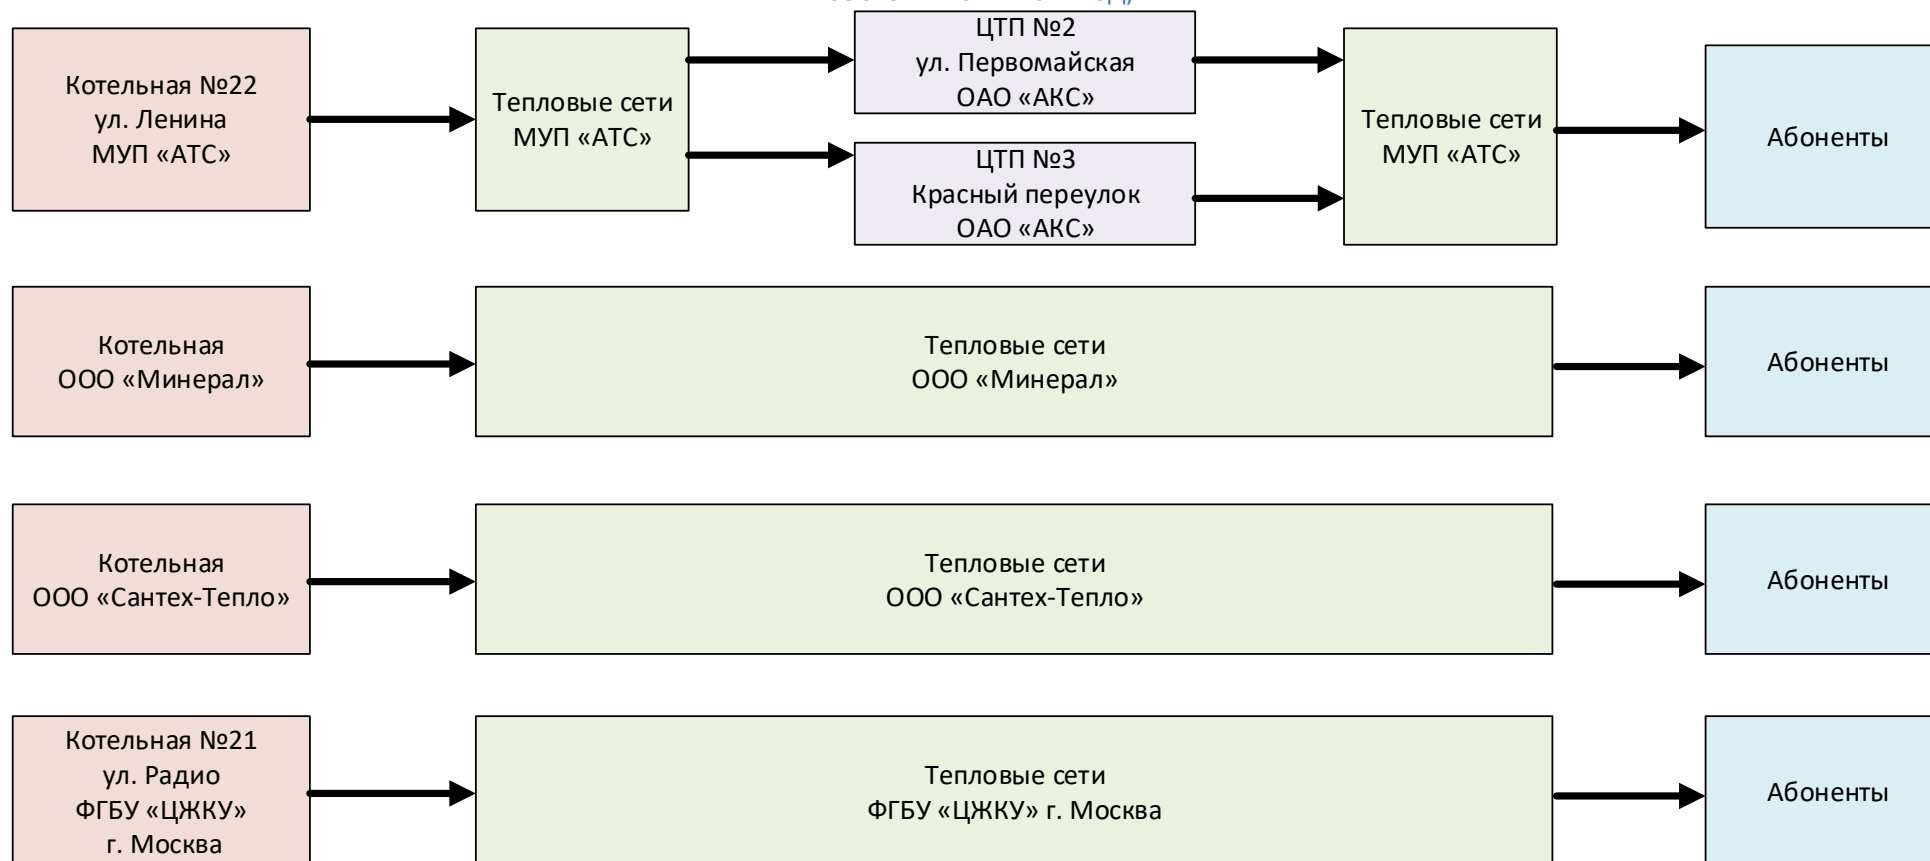 Котельная №22
ул. Ленина
МУП «АТС»
Тепловые сети
МУП «АТС»
ЦТП №2
ул. Первомайская
ОАО «АКС»
ЦТП №3
Красный переулок
ОАО «АКС»
Тепловые сети
МУП «АТС»
Абоненты
Котельная
ООО «Минерал»
Тепловые сети
ООО «Минерал»
Абоненты
Котельная
ООО «Сантех-Тепло»
Тепловые сети
ООО «Сантех-Тепло»
Абоненты
Котельная №21
ул. Радио
ФГБУ «ЦЖКУ»
г. Москва
Тепловые сети
ФГБУ «ЦЖКУ» г. Москва
Абоненты